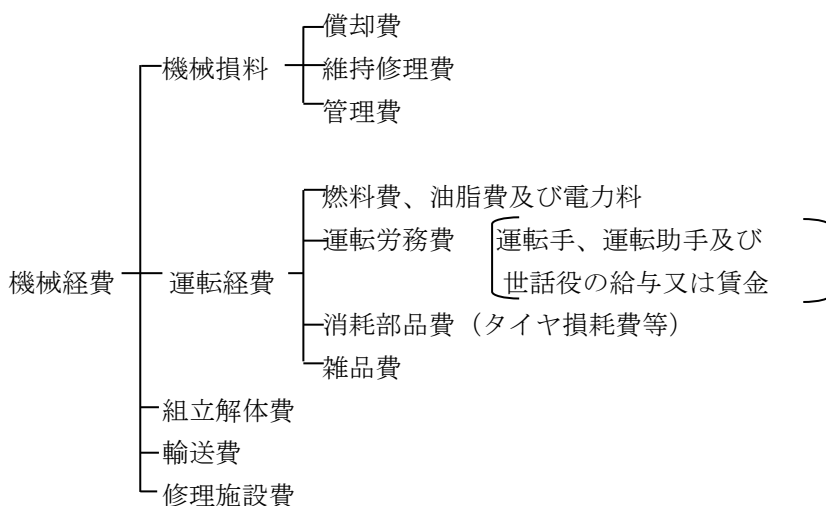 償却費
機械損料
維持修理費
管理費
燃料費、油脂費及び電力料
運転労務費 運転手、運転助手及び
機械経費 運転経費 世話役の給与又は賃金
消耗部品費（タイヤ損耗費等）
雑品費
組立解体費
輸送費
修理施設費